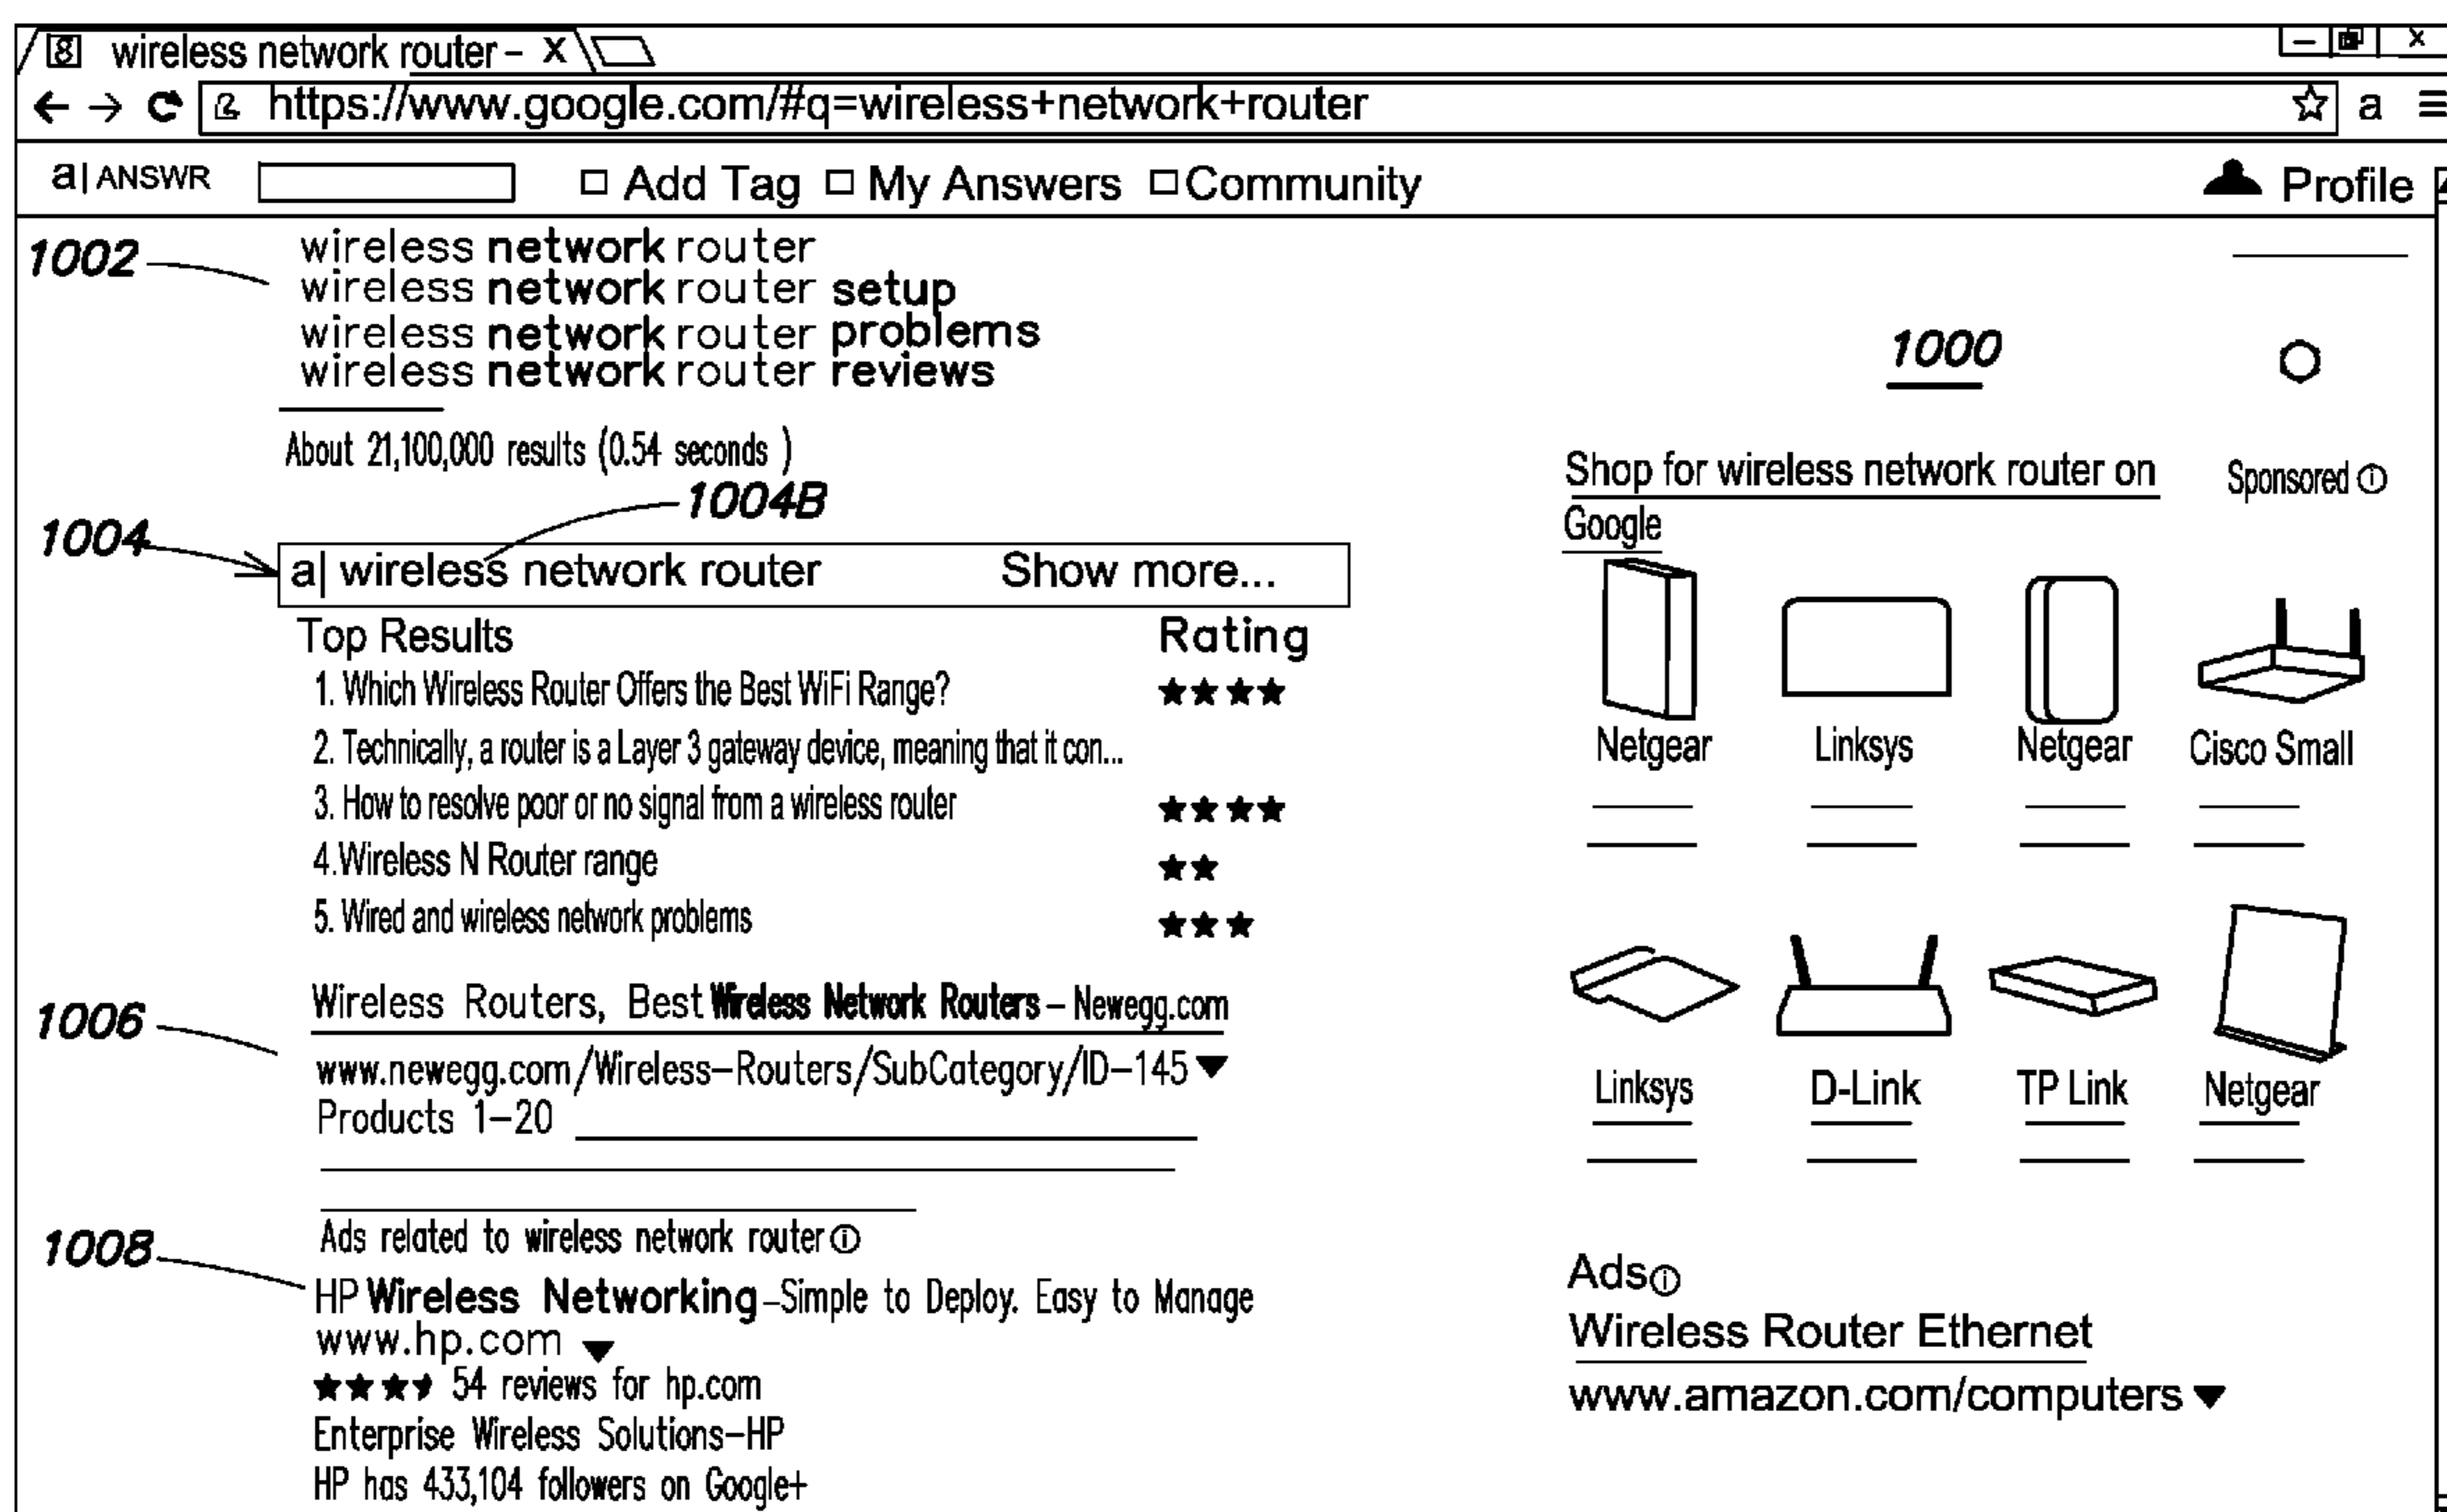 wireless network router - X
https://www.google.com/#q=wireless+network+router
a
a| ANSWR
Add Tag
My Answers
Community
Profile
1002
wireless network router
wireless network router setup
wireless network router problems
wireless network router reviews
About 21,100,000 results (0.54 seconds )
1004B
1004
a| wireless network router Show more...
Top Results Rating
1. Which Wireless Router Offers the Best WiFi Range? ★★★★
2. Technically, a router is a Layer 3 gateway device, meaning that it con...
3. How to resolve poor or no signal from a wireless router ★★★★
4.Wireless N Router range ★★
5. Wired and wireless network problems ★★★
1006
Wireless Routers, Best Wireless Network Routers – Newegg.com
www.newegg.com/Wireless–Routers/SubCategory/ID–145
Products 1–20
Ads related to wireless network router
1008
HP Wireless Networking–Simple to Deploy. Easy to Manage
www.hp.com
54 reviews for hp.com
Enterprise Wireless Solutions–HP
HP has 433,104 followers on Google+
1000
Shop for wireless network router on
Google
Sponsored
Netgear Linksys Netgear Cisco Small
Linksys D-Link TP Link Netgear
Ads
Wireless Router Ethernet
www.amazon.com/computers